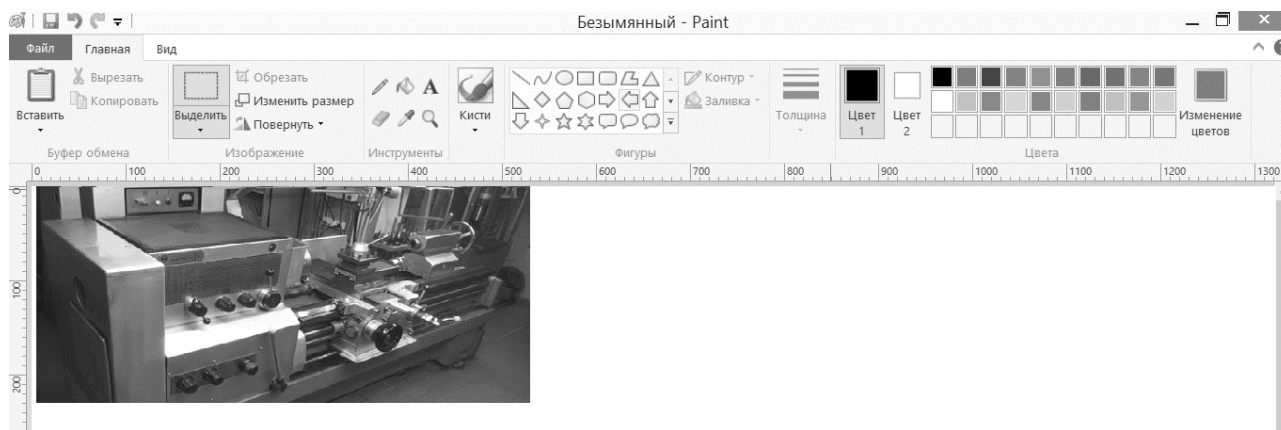 Безымянный - Paint
Файл Главная Вид
Вставить
Вырезать
Копировать
Буфер обмена
Выделить
Обрезать
Изменить размер
Повернуть
Изображение
A
Инструменты
Кисти
Контур
Заливка
Фигуры
Толщина
Цвет 1
Цвет 2
Изменение цветов
Цвета
0 100 200 300 400 500 600 700 800 900 1000 1100 1200 1300
0
100
200